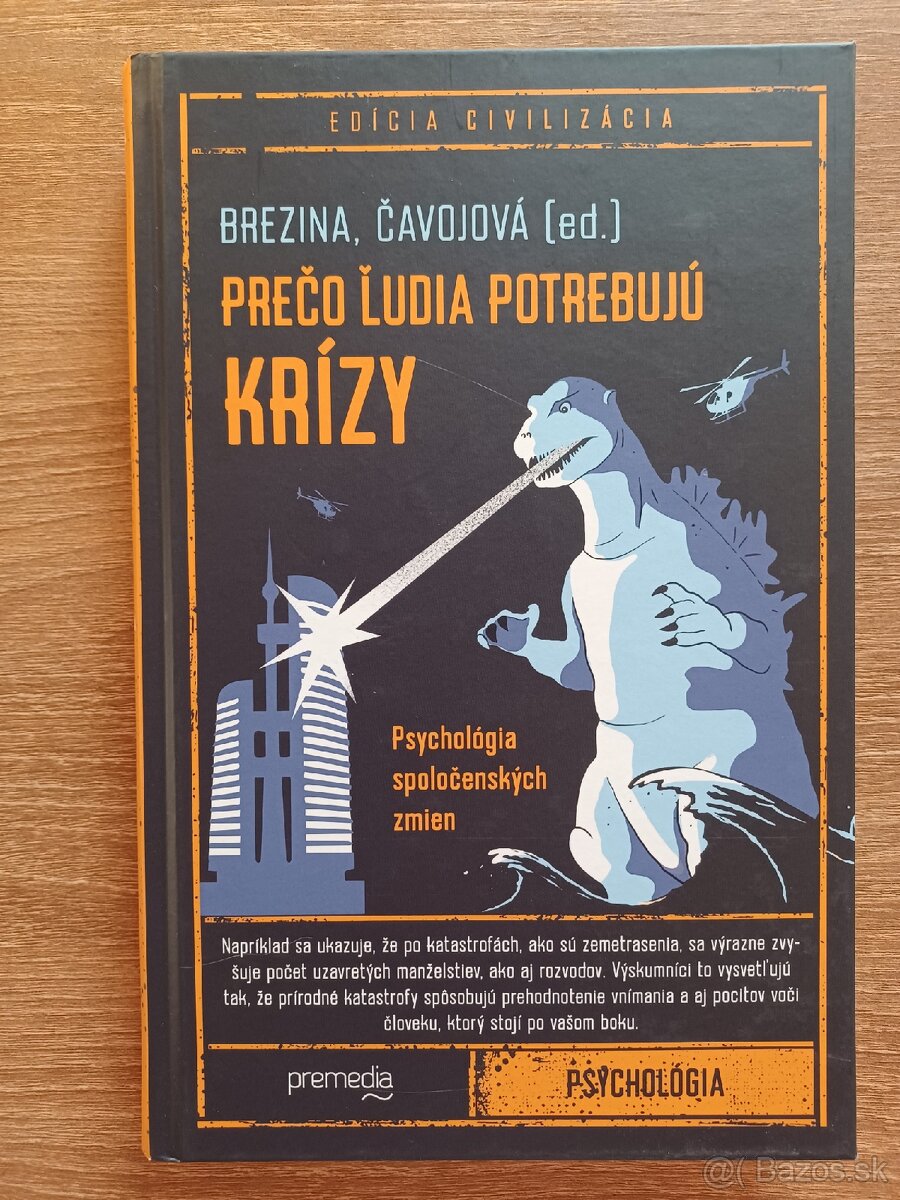 EDÍCIA CIVILIZÁCIA
BREZINA, ČAVOJOVÁ (ed.)
PREČO ĽUDIA POTREBUJÚ
KRÍZY
Psychológia
spoločenských
zmien
Napríklad sa ukazuje, že po katastrofách, ako sú zemetrasenia, sa výrazne zvy-
šuje počet uzavretých manželstiev, ako aj rozvodov. Výskumníci to vysvetľujú
tak, že prírodné katastrofy spôsobujú prehodnotenie vnímania a aj pocitov voči
človeku, ktorý stojí po vašom boku.
premedia
PSYCHOLÓGIA
@( Bazos.sk